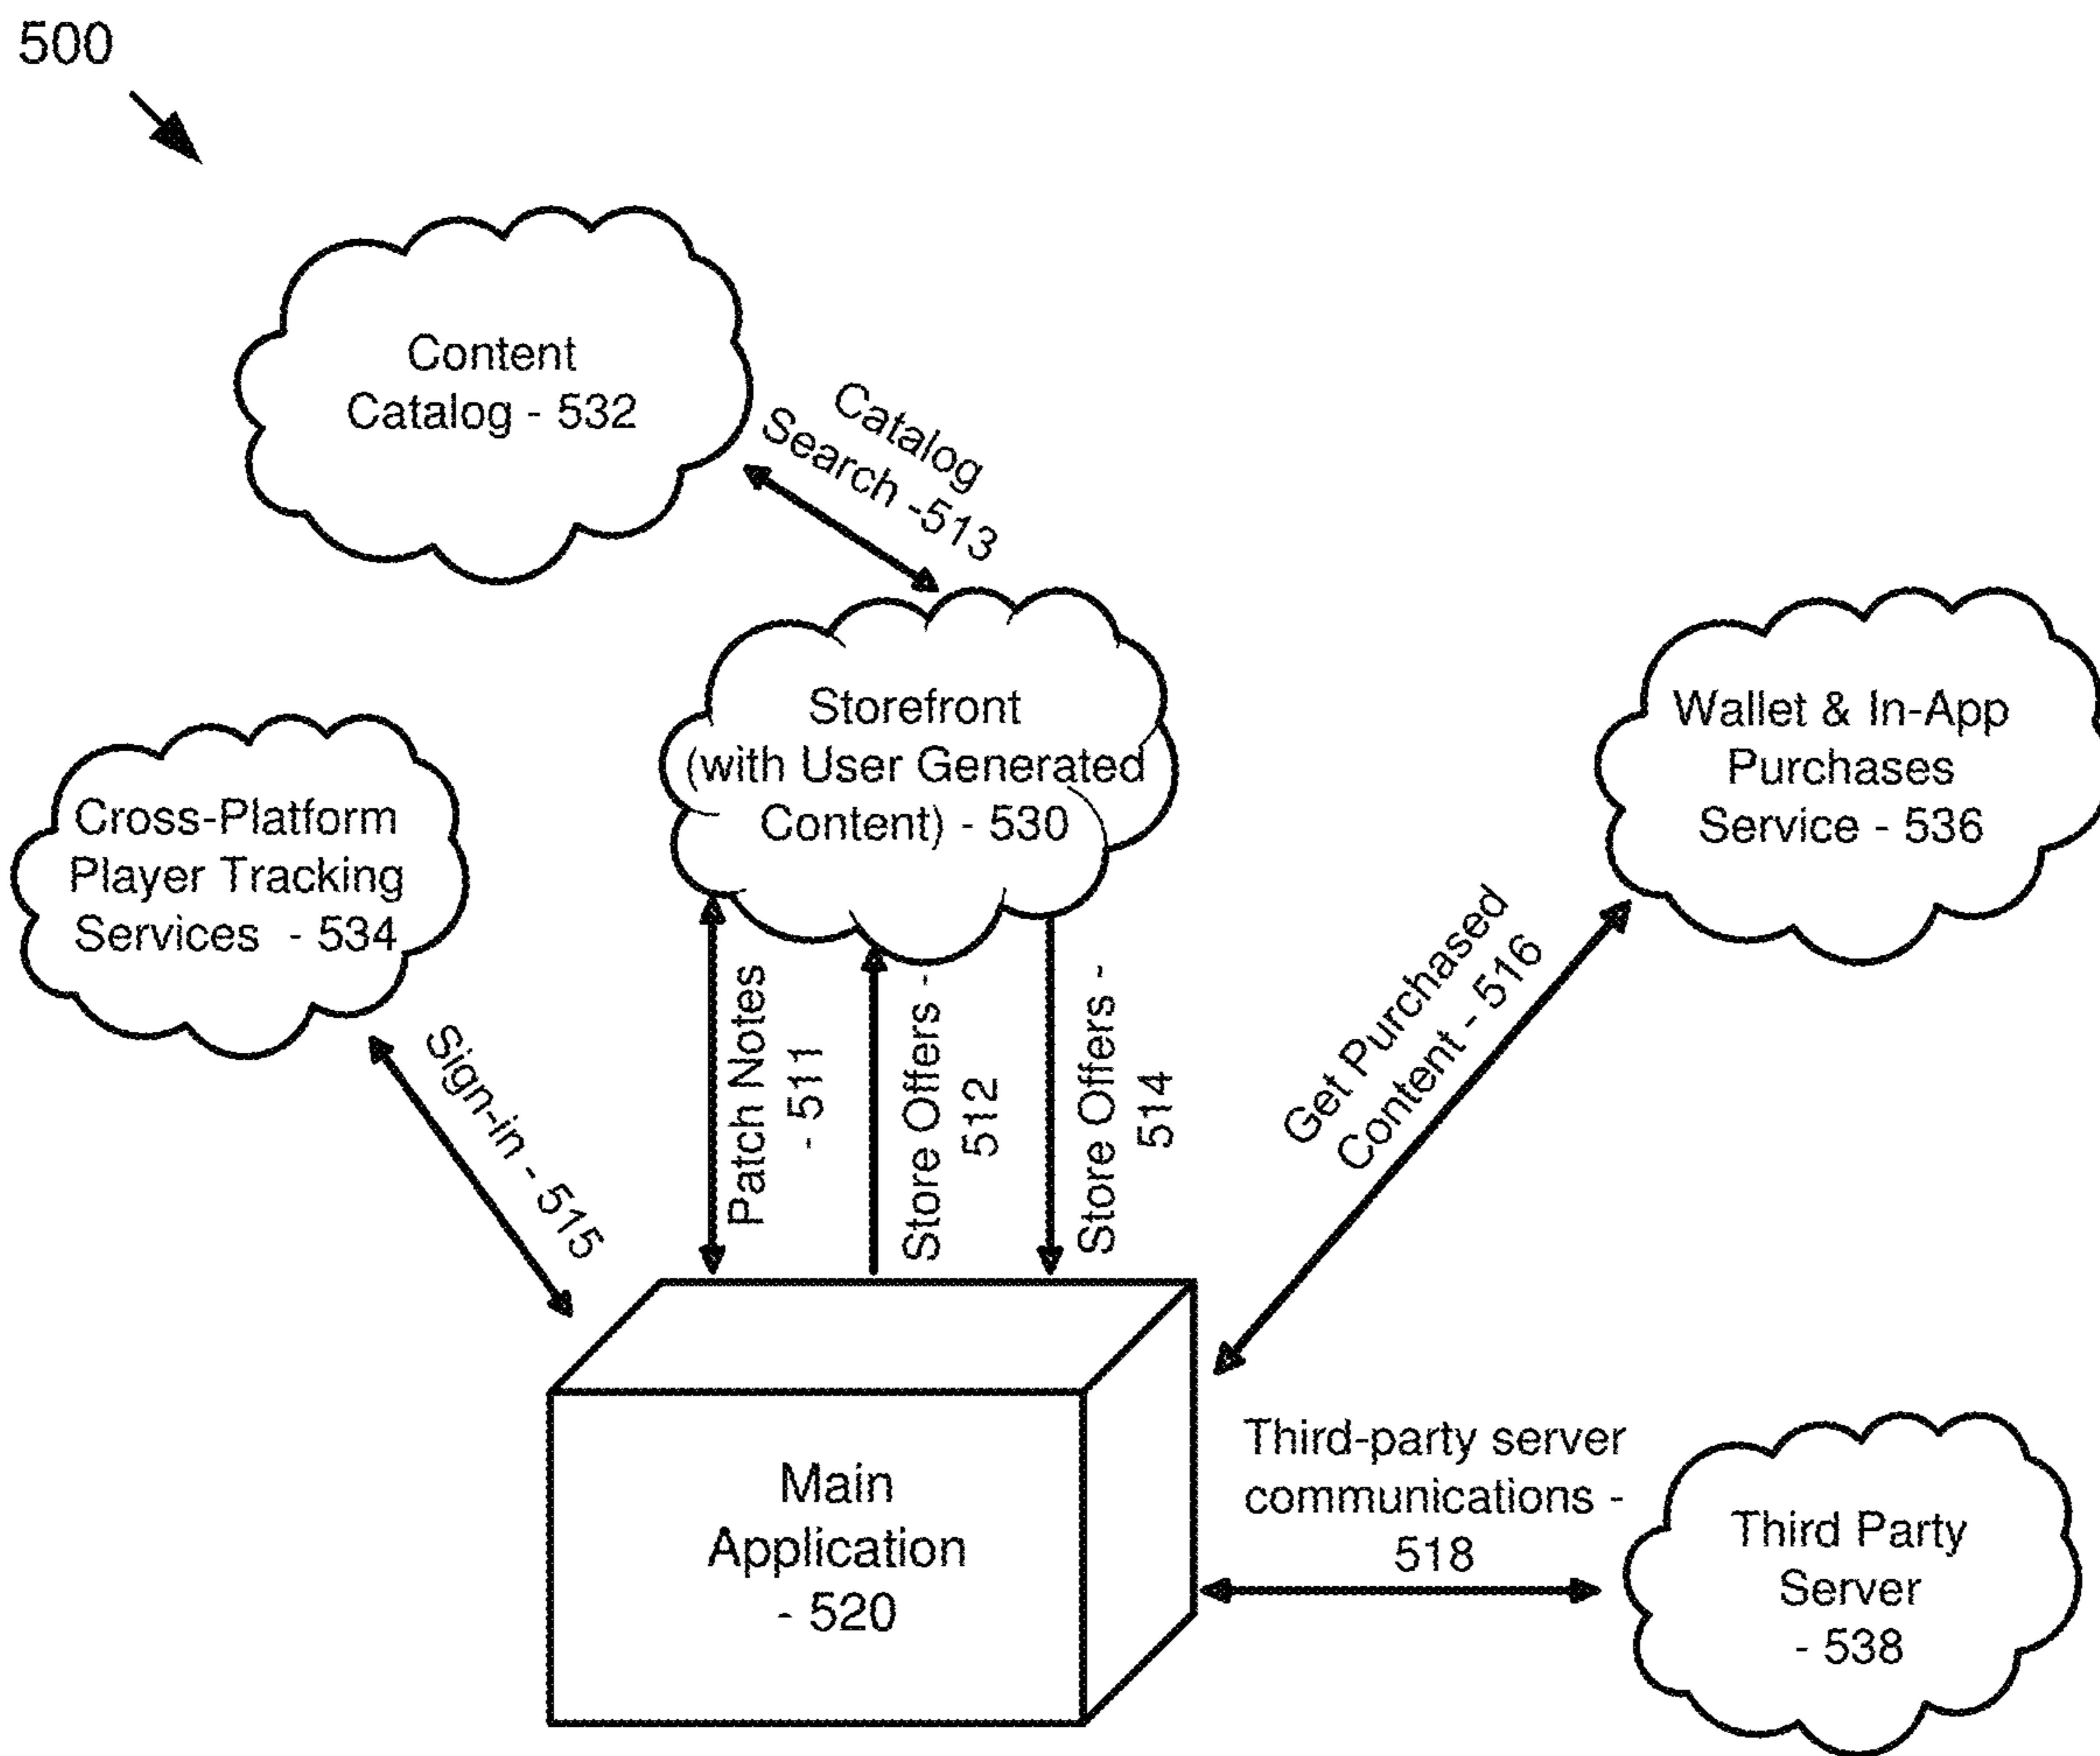 500
Content
Catalog - 532
Catalog
Search -513
Storefront
(with User Generated
Content) - 530
Wallet & In-App
Purchases
Service - 536
Cross-Platform
Player Tracking
Services - 534
Sign-in - 515
Patch Notes
- 511
Store Offers -
512
Store Offers -
514
Get Purchased
Content - 516
Main
Application
- 520
Third-party server
communications -
518
Third Party
Server
- 538